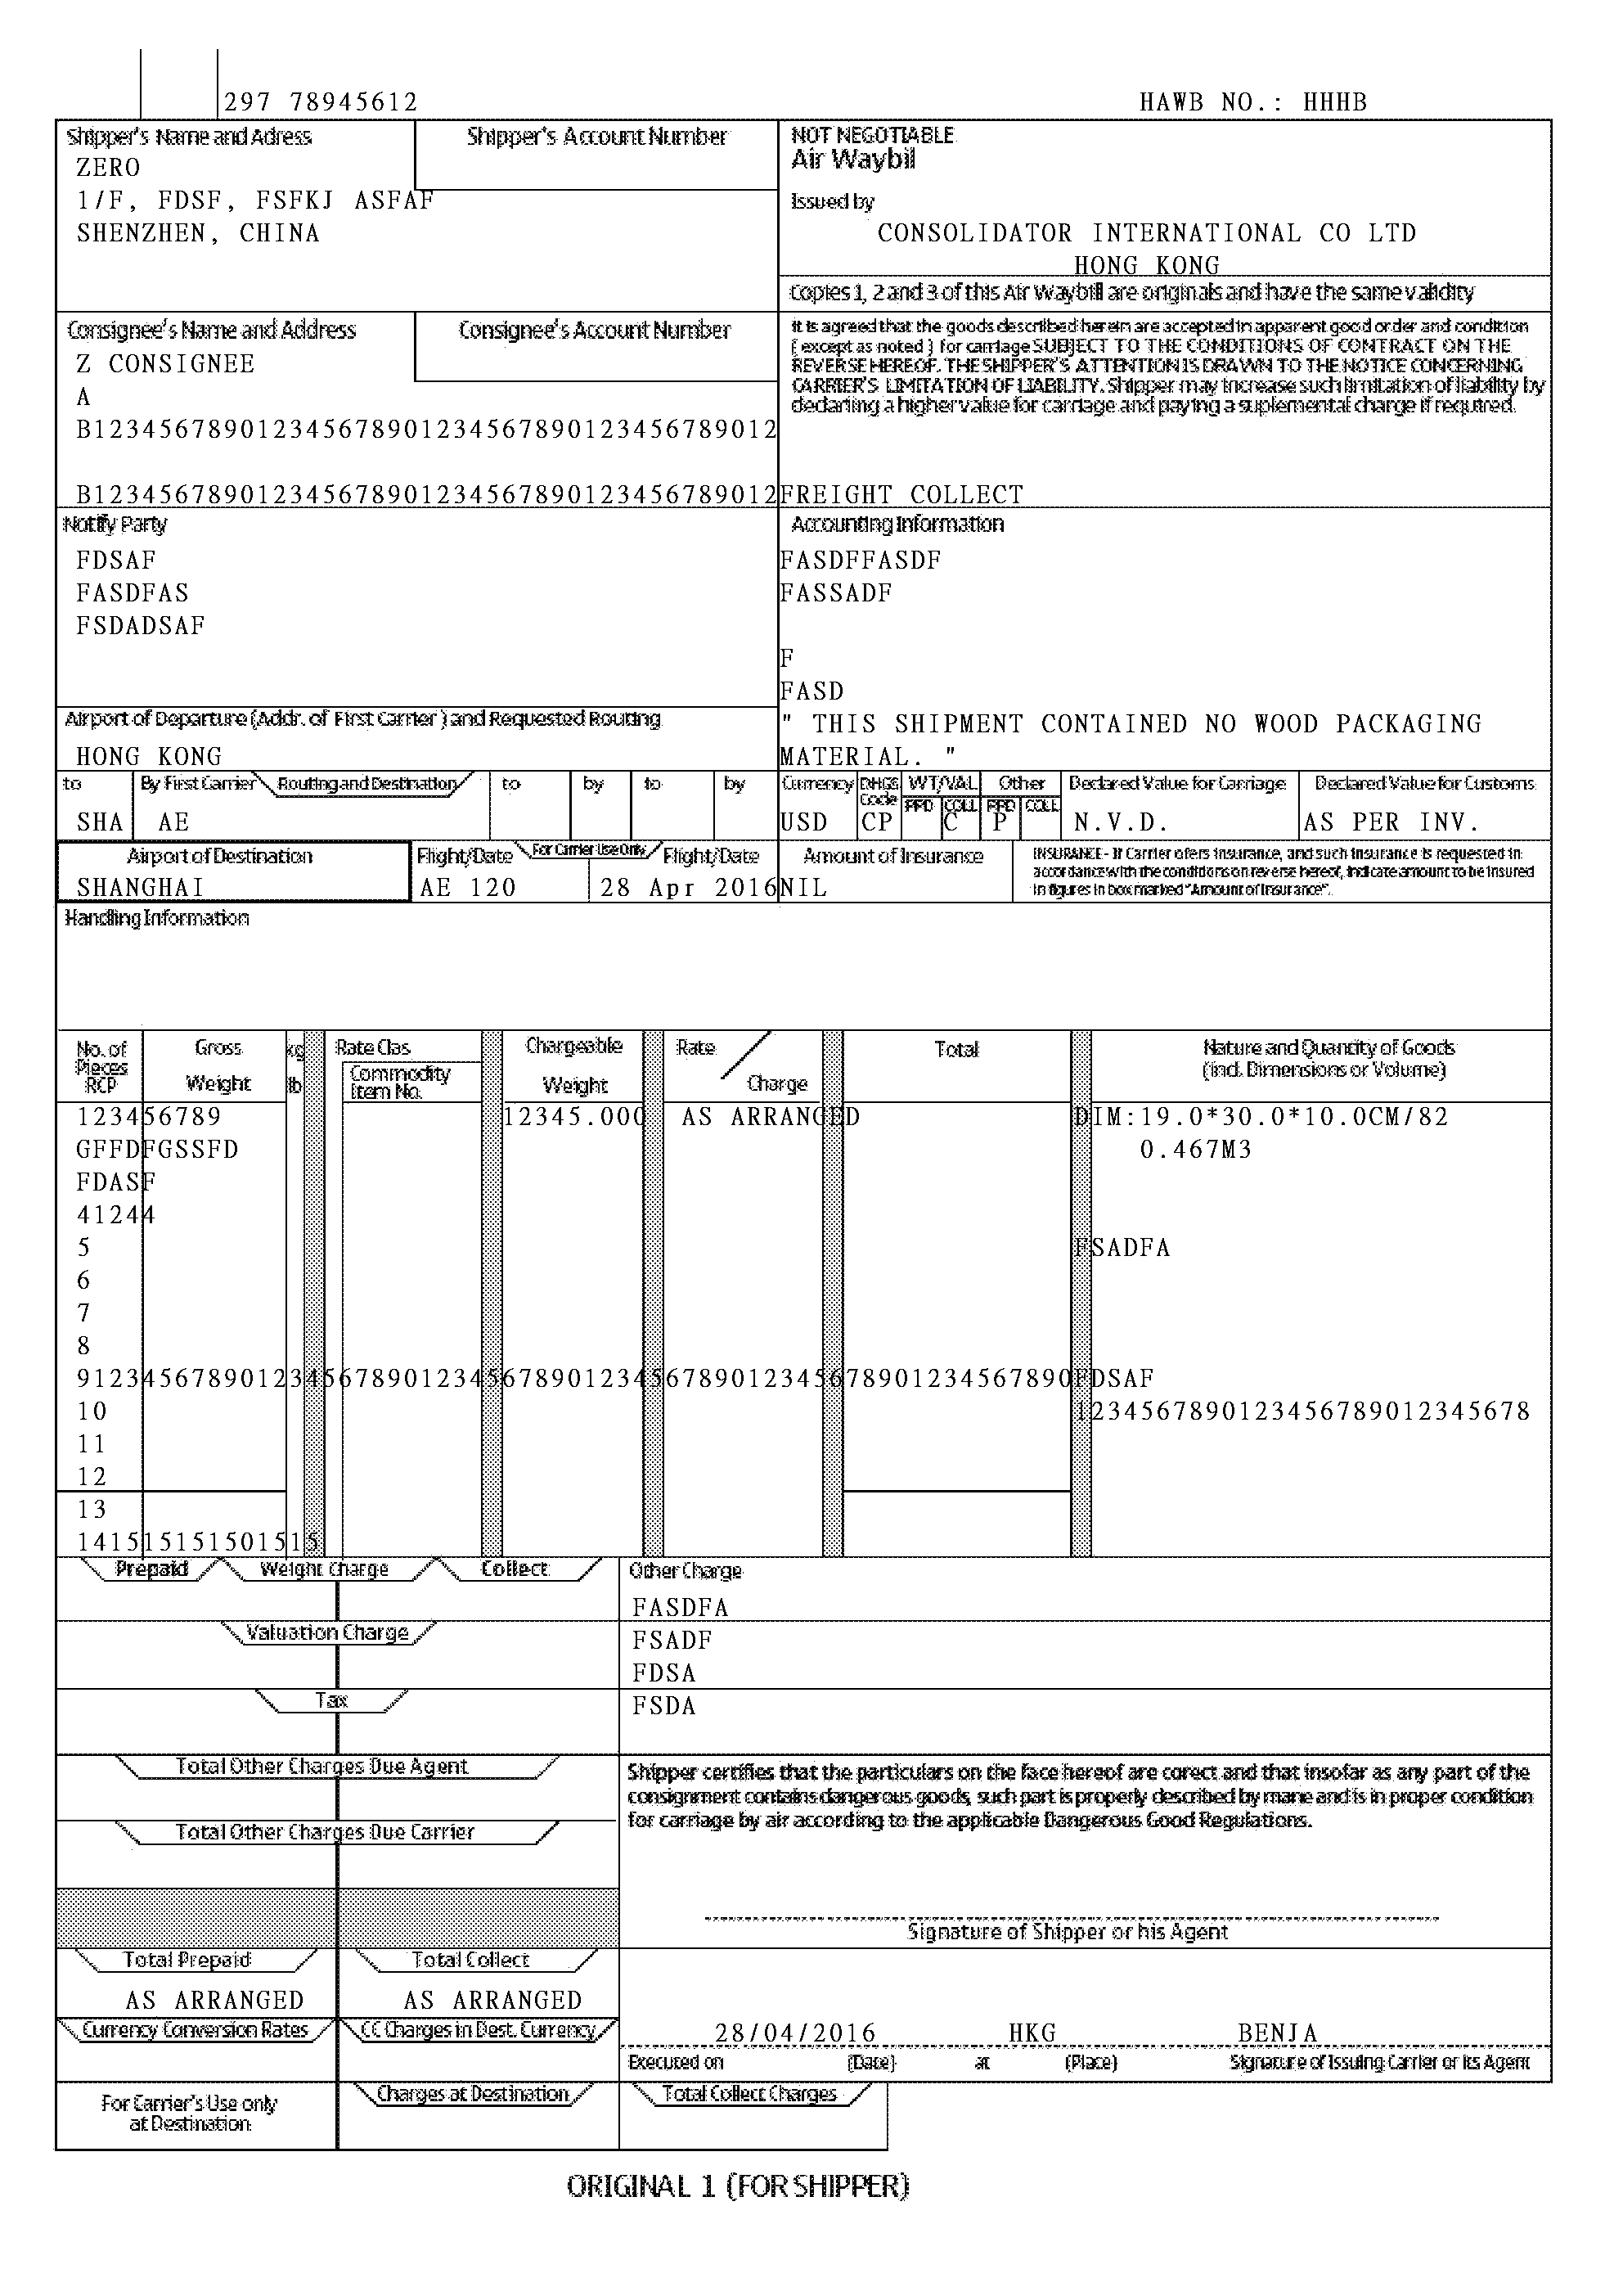 297 78945612
HAWB NO.: HHHB
Shipper's Name and Adress
Shipper's Account Number
ZERO
1/F, FDSF, FSFKJ ASFAF
SHENZHEN, CHINA
NOT NEGOTIABLE
Air Waybil
Issued by
CONSOLIDATOR INTERNATIONAL CO LTD
HONG KONG
Copies 1, 2 and 3 of this Air Waybill are originals and have the same validity
Consignee's Name and Address
Consignee's Account Number
Z CONSIGNEE
A
B123456789012345678901234567890123456789012
B123456789012345678901234567890123456789012
It is agreed that the goods described herein are accepted in apparent good order and condition
( except as noted ) for carriage SUBJECT TO THE CONDITIONS OF CONTRACT ON THE
REVERSE HEREOF. THE SHIPPER'S ATTENTION IS DRAWN TO THE NOTICE CONCERNING
CARRIER'S LIMITATION OF LIABILITY. Shipper may increase such limitation of liability by
declaring a higher value for carriage and paying a suplemental charge if required.
FREIGHT COLLECT
Notify Party
FDSAF
FASDFAS
FSDADSAF
Accounting Information
FASDFFASDF
FASSADF
F
FASD
" THIS SHIPMENT CONTAINED NO WOOD PACKAGING
MATERIAL. "
Airport of Departure (Addr. of First Carrier ) and Requested Routing
HONG KONG
to
By First Carrier
Routing and Destination
to
by
to
by
Currency
CHGS
Code
WT/VAL
Other
PPD
COLL
PPD
COLL
Declared Value for Carriage
Declared Value for Customs
SHA
AE
USD
CP
C
P
N.V.D.
AS PER INV.
Airport of Destination
Flight/Date
For Carrier Use Only
Flight/Date
Amount of Insurance
INSURANCE - If Carrier ofers insurance, and such insurance is requested in
accordance with the conditions on reverse hereof, indicate amount to be insured
in figures in box marked "Amount of Insurance".
SHANGHAI
AE 120
28 Apr 2016
NIL
Handling Information
No. of
Pieces
RCP
Gross
Weight
kg
lb
Rate Clas
Commodity
Item No.
Chargeable
Weight
Rate
Charge
Total
Nature and Quantity of Goods
(incl. Dimensions or Volume)
123456789
12345.000
AS ARRANGED
DIM:19.0*30.0*10.0CM/82
GFFDFGSSFD
0.467M3
FDASF
41244
5
FSADFA
6
7
8
9123456789012345678901234567890123456789012345678901234567890
FDSAF
10
1234567890123456789012345678
11
12
13
141515151501515
Prepaid
Weight Charge
Collect
Other Charge
FASDFA
Valuation Charge
FSADF
FDSA
Tax
FSDA
Total Other Charges Due Agent
Shipper certifies that the particulars on the face hereof are corect and that insofar as any part of the
consignment contains dangerous goods, such part is properly described by mane and is in proper condition
for carriage by air according to the applicable Dangerous Good Regulations.
Total Other Charges Due Carrier
Signature of Shipper or his Agent
Total Prepaid
Total Collect
AS ARRANGED
AS ARRANGED
Currency Conversion Rates
CC Charges in Dest. Currency
28/04/2016
HKG
BENJA
Executed on
(Date)
at
(Place)
Signature of Issuing Carrier or its Agent
For Carrier's Use only
at Destination
Charges at Destination
Total Collect Charges
ORIGINAL 1 (FOR SHIPPER)